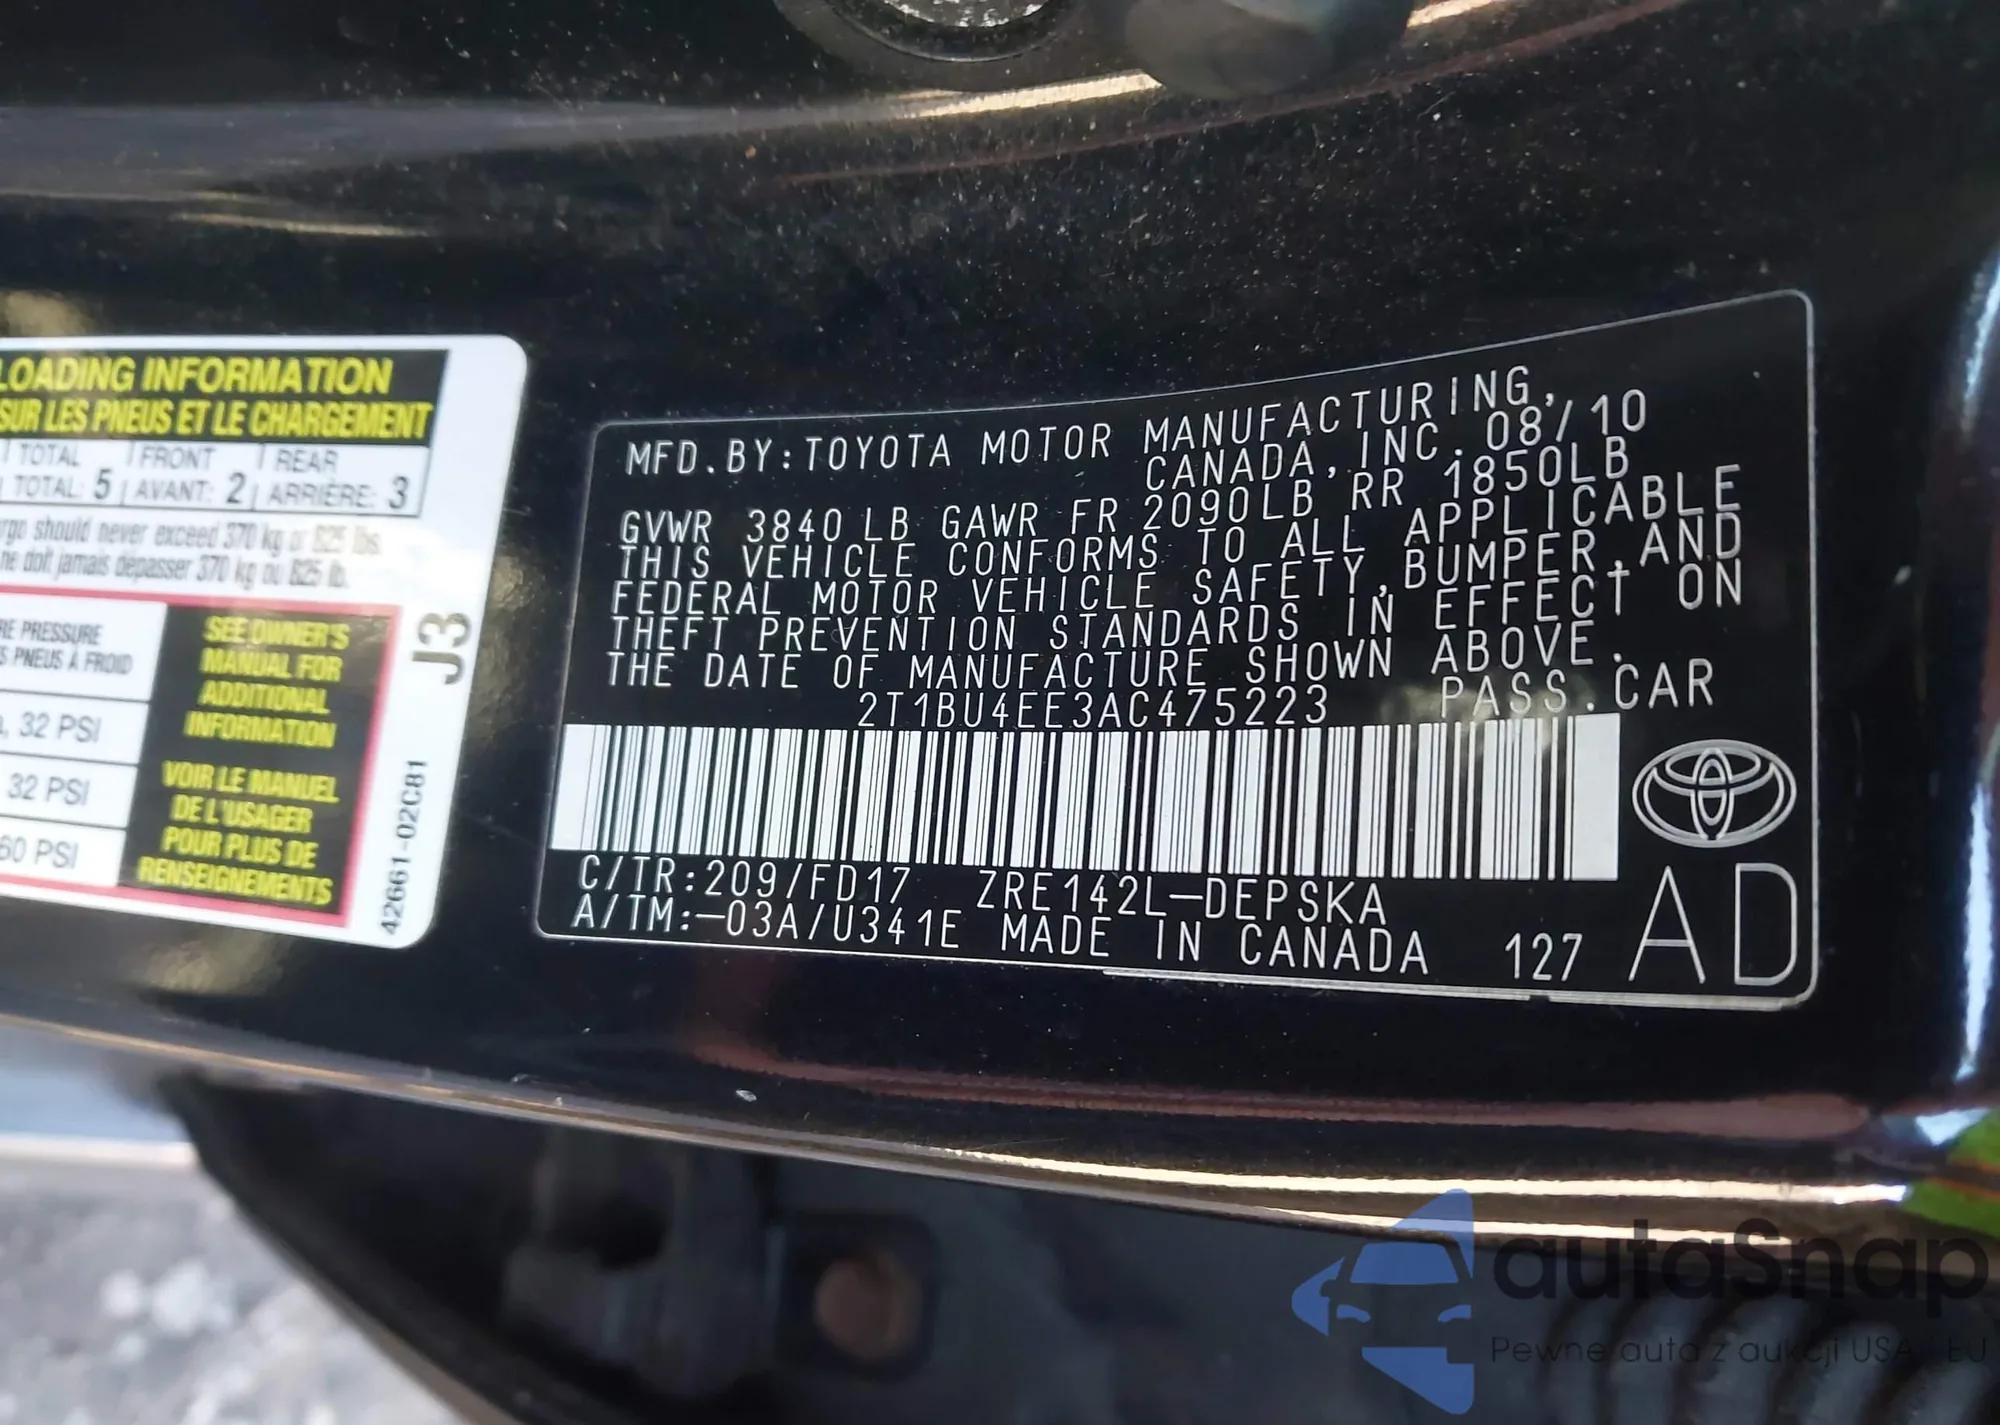 LOADING INFORMATION
SUR LES PNEUS ET LE CHARGEMENT
TOTAL FRONT REAR
TOTAL: 5 AVANT: 2 ARRIÈRE: 3
should never exceed 370 kg or 825 lbs.
ne doit jamais dépasser 370 kg ou 825 lb.
PRESSURE
PNEUS À FROID
32 PSI
32 PSI
60 PSI
SEE OWNER'S
MANUAL FOR
ADDITIONAL
INFORMATION
VOIR LE MANUEL
DE L'USAGER
POUR PLUS DE
RENSEIGNEMENTS
J3
42661-02C81
MFD.BY:TOYOTA MOTOR MANUFACTURING,
CANADA,INC. 08/10
GVWR 3840 LB GAWR FR 2090LB RR 1850LB
THIS VEHICLE CONFORMS TO ALL APPLICABLE
FEDERAL MOTOR VEHICLE SAFETY,BUMPER,AND
THEFT PREVENTION STANDARDS IN EFFECT ON
THE DATE OF MANUFACTURE SHOWN ABOVE.
2T1BU4EE3AC475223 PASS.CAR
C/TR:209/FD17 ZRE142L-DEPSKA
A/TM:-03A/U341E MADE IN CANADA 127
AD
autaSnap
Pewne auta z aukcji USA i EU